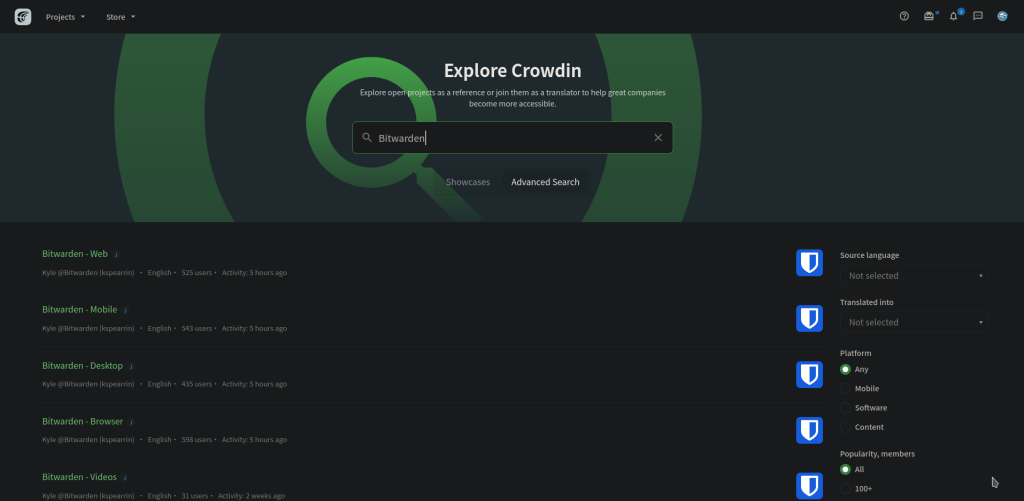 Projects Store
Explore Crowdin
Explore open projects as a reference or join them as a translator to help great companies
become more accessible.
Bitwarden
Showcases Advanced Search
Bitwarden - Web
Kyle @Bitwarden (kspearrin) • English • 525 users • Activity: 5 hours ago
Bitwarden - Mobile
Kyle @Bitwarden (kspearrin) • English • 543 users • Activity: 5 hours ago
Bitwarden - Desktop
Kyle @Bitwarden (kspearrin) • English • 435 users • Activity: 5 hours ago
Bitwarden - Browser
Kyle @Bitwarden (kspearrin) • English • 598 users • Activity: 5 hours ago
Bitwarden - Videos
Kyle @Bitwarden (kspearrin) • English • 31 users • Activity: 2 weeks ago
Source language
Not selected
Translated into
Not selected
Platform
Any
Mobile
Software
Content
Popularity, members
All
100+